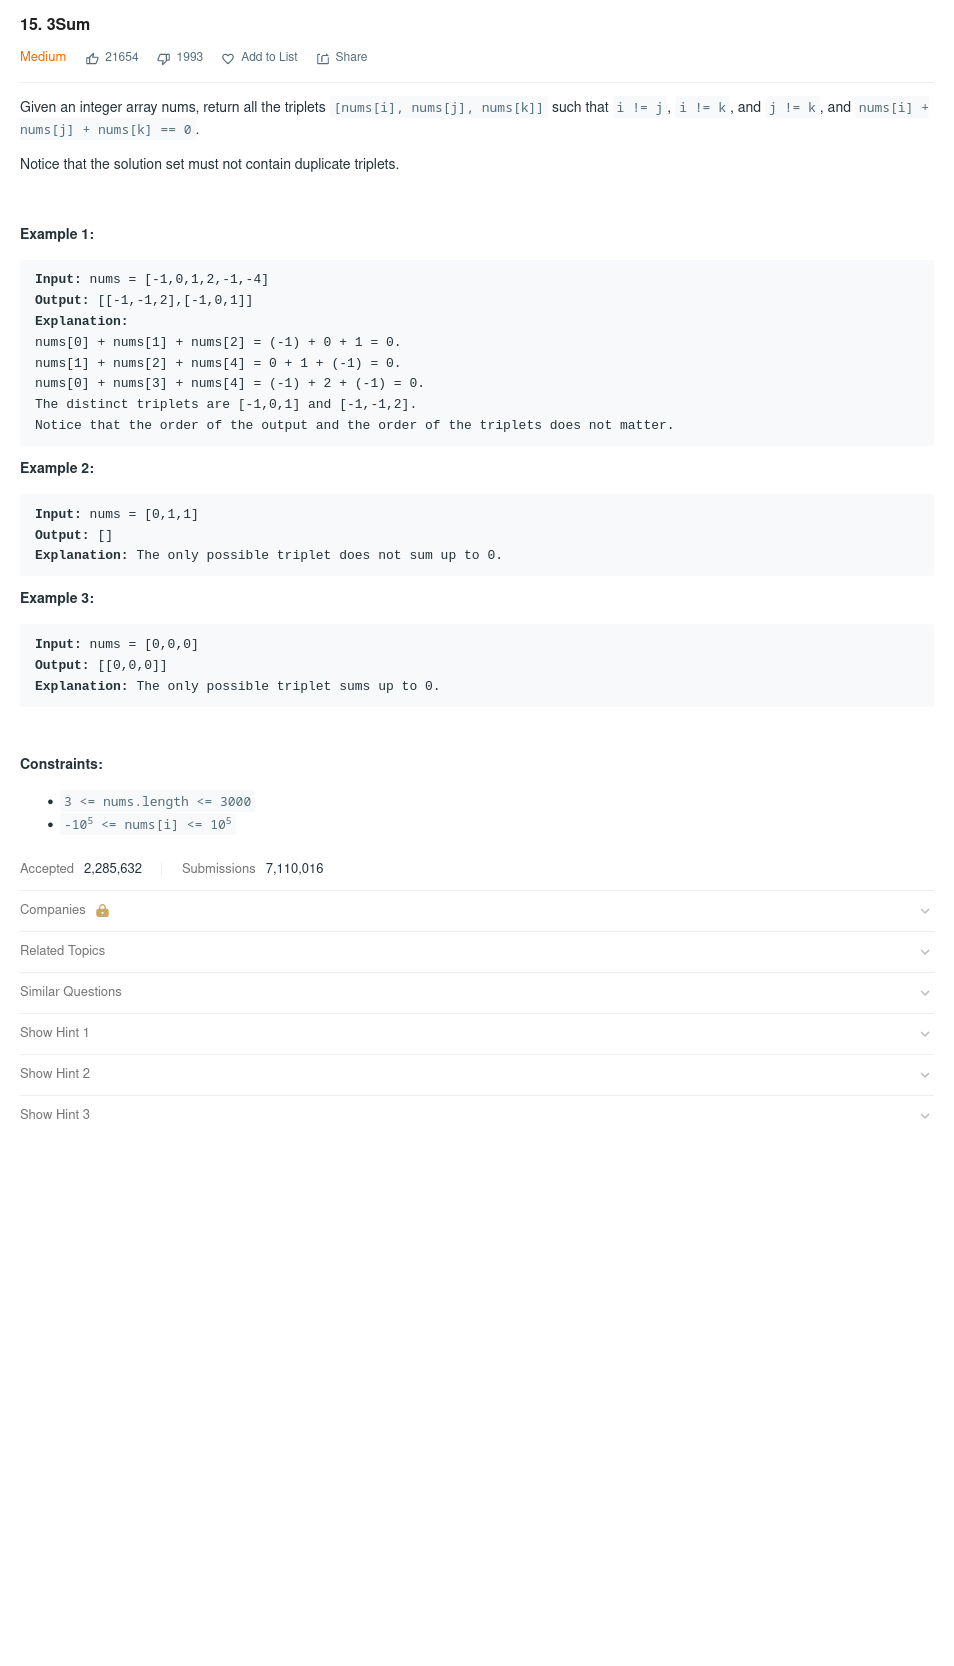 15. 3Sum
Medium 21654 1993 Add to List Share
Given an integer array nums, return all the triplets [nums[i], nums[j], nums[k]] such that i != j, i != k, and j != k, and nums[i] +
nums[j] + nums[k] == 0.
Notice that the solution set must not contain duplicate triplets.
Example 1:
Input: nums = [-1,0,1,2,-1,-4]
Output: [[-1,-1,2],[-1,0,1]]
Explanation:
nums[0] + nums[1] + nums[2] = (-1) + 0 + 1 = 0.
nums[1] + nums[2] + nums[4] = 0 + 1 + (-1) = 0.
nums[0] + nums[3] + nums[4] = (-1) + 2 + (-1) = 0.
The distinct triplets are [-1,0,1] and [-1,-1,2].
Notice that the order of the output and the order of the triplets does not matter.
Example 2:
Input: nums = [0,1,1]
Output: []
Explanation: The only possible triplet does not sum up to 0.
Example 3:
Input: nums = [0,0,0]
Output: [[0,0,0]]
Explanation: The only possible triplet sums up to 0.
Constraints:
• 3 <= nums.length <= 3000
• -10⁵ <= nums[i] <= 10⁵
Accepted 2,285,632 Submissions 7,110,016
Companies
Related Topics
Similar Questions
Show Hint 1
Show Hint 2
Show Hint 3